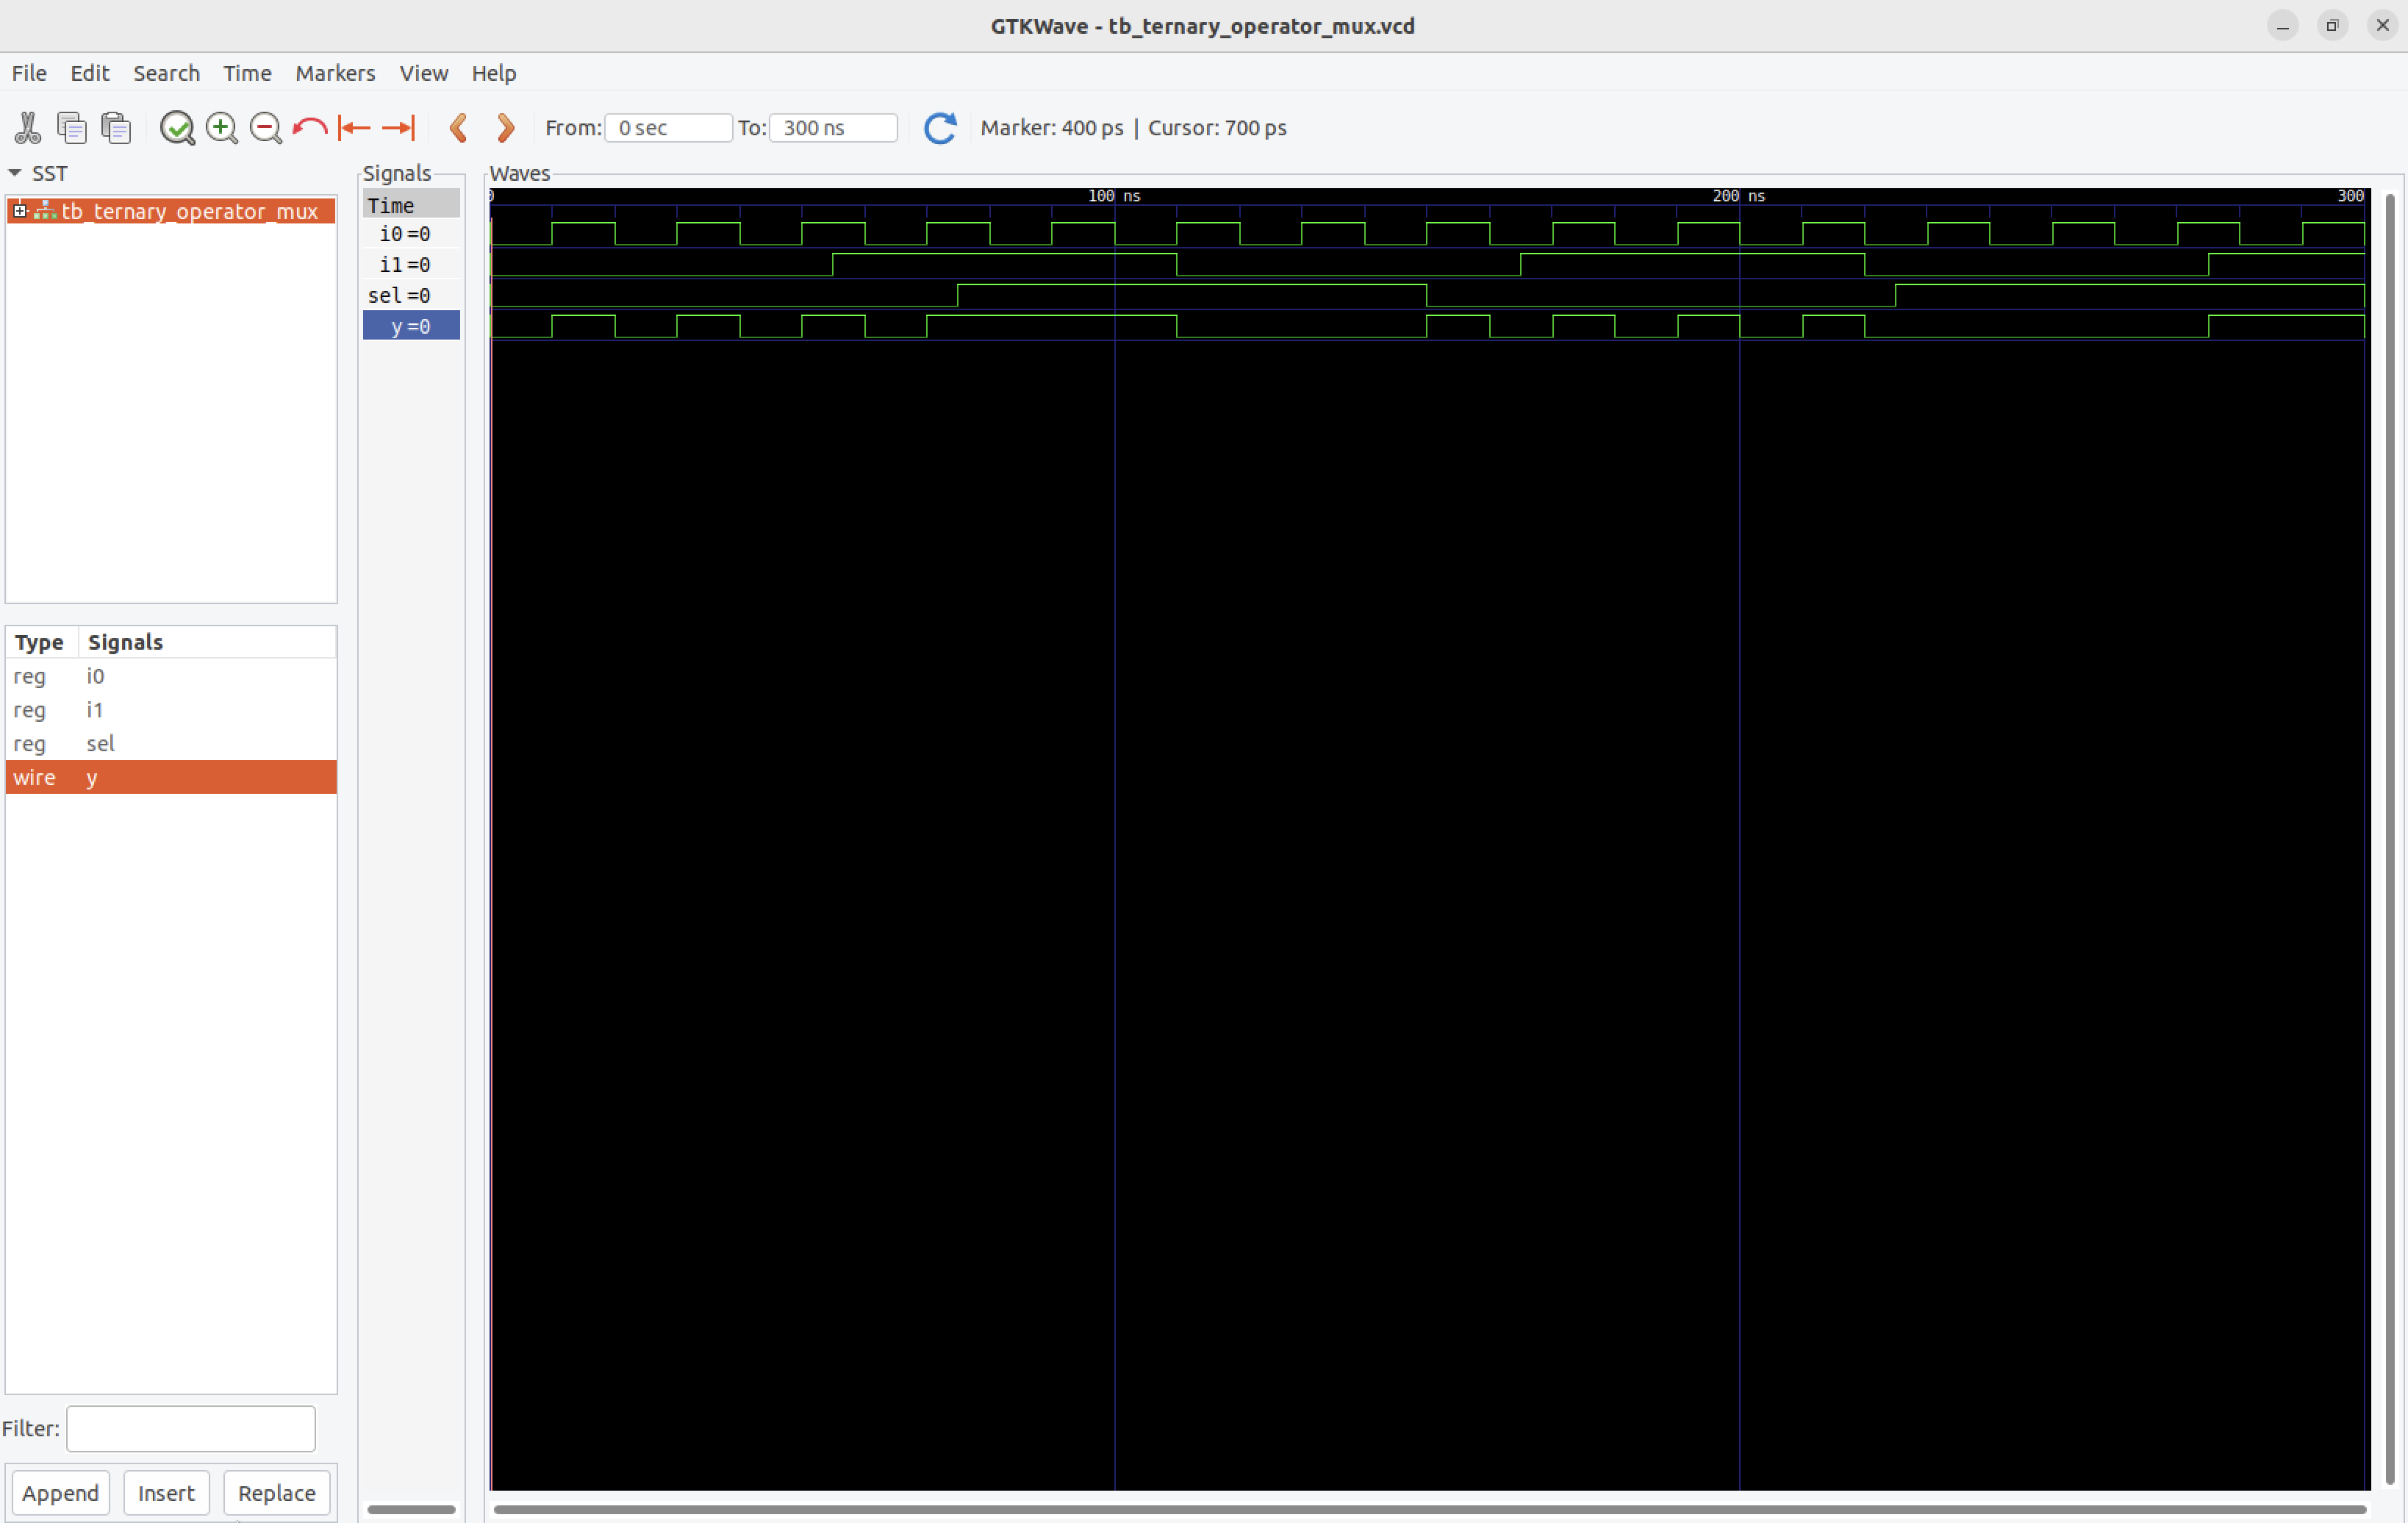 GTKWave - tb_ternary_operator_mux.vcd
File Edit Search Time Markers View Help
From: 0 sec To: 300 ns Marker: 400 ps | Cursor: 700 ps
SST
tb_ternary_operator_mux
Type Signals
reg i0
reg i1
reg sel
wire y
Filter:
Append Insert Replace
Signals
Time
i0 =0
i1 =0
sel =0
y =0
Waves
0 100 ns 200 ns 300